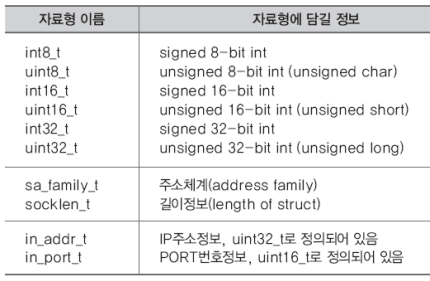 자료형 이름 자료형에 담길 정보
int8_t signed 8-bit int
uint8_t unsigned 8-bit int (unsigned char)
int16_t signed 16-bit int
uint16_t unsigned 16-bit int (unsigned short)
int32_t signed 32-bit int
uint32_t unsigned 32-bit int (unsigned long)
sa_family_t 주소체계(address family)
socklen_t 길이정보(length of struct)
in_addr_t IP주소정보, uint32_t로 정의되어 있음
in_port_t PORT번호정보, uint16_t로 정의되어 있음